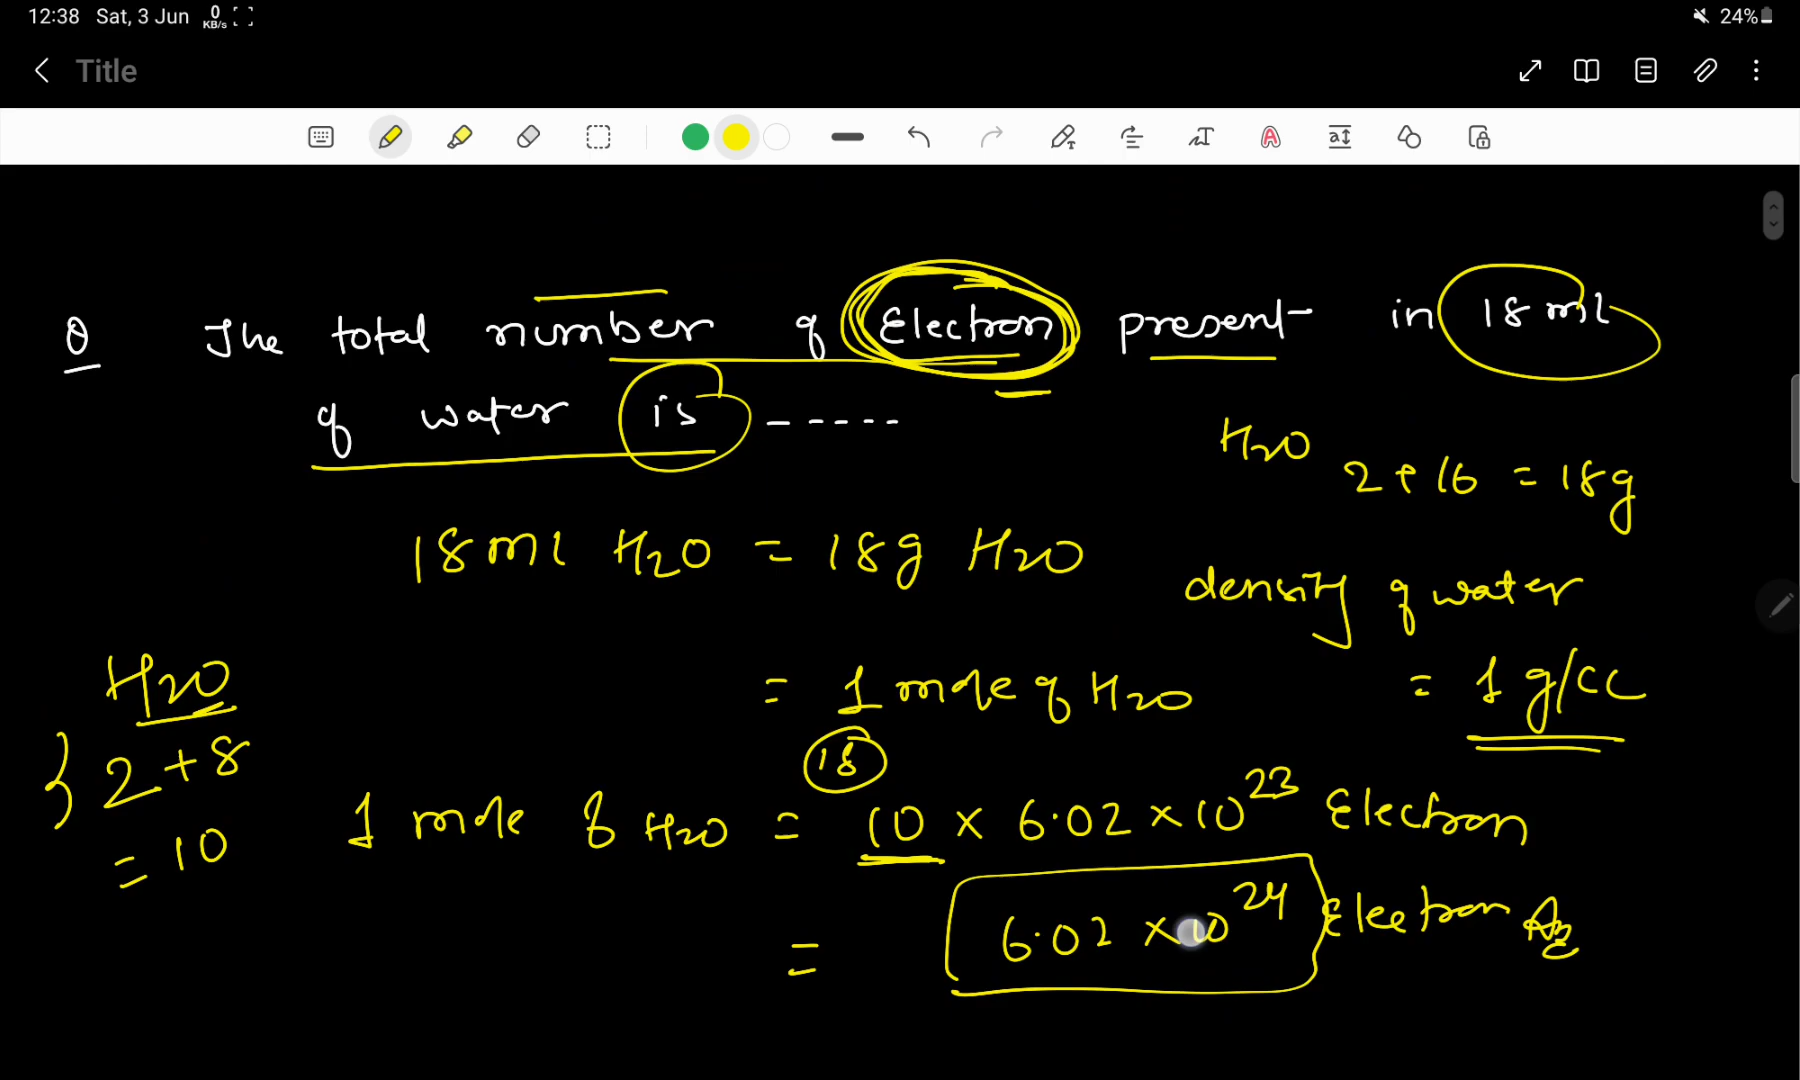 12:38 Sat, 3 Jun 0 KB/s 24%
Title
Q The total number of Electron present in 18 ml
of water is -----
H2O
2 + 16 = 18g
18 ml H2O = 18g H2O
density of water
= 1 g/cc
= 1 mole of H2O
18
H2O
2 + 8
= 10
1 mole of H2O = 10 × 6.02 × 10^23 Electron
= 6.02 × 10^24 Electron